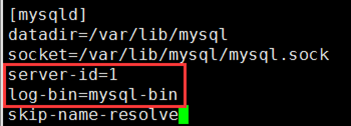 [mysqld]
datadir=/var/lib/mysql
socket=/var/lib/mysql/mysql.sock
server-id=1
log-bin=mysql-bin
skip-name-resolve